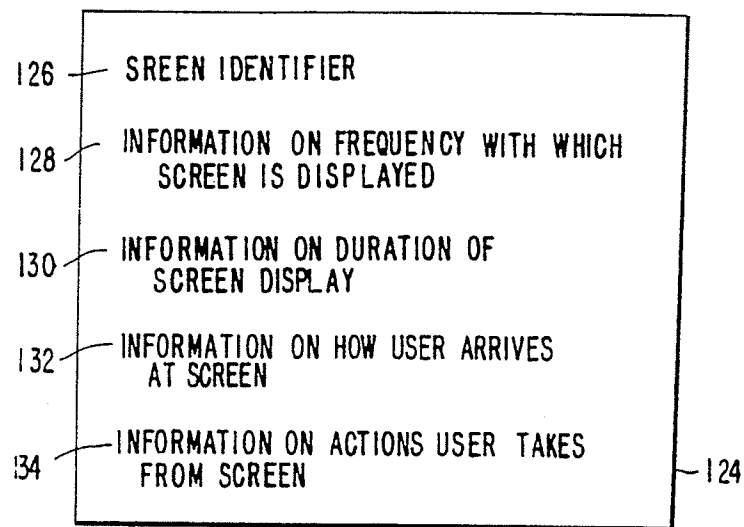 126 SREEN IDENTIFIER
128 INFORMATION ON FREQUENCY WITH WHICH
SCREEN IS DISPLAYED
130 INFORMATION ON DURATION OF
SCREEN DISPLAY
132 INFORMATION ON HOW USER ARRIVES
AT SCREEN
134 INFORMATION ON ACTIONS USER TAKES
FROM SCREEN
124